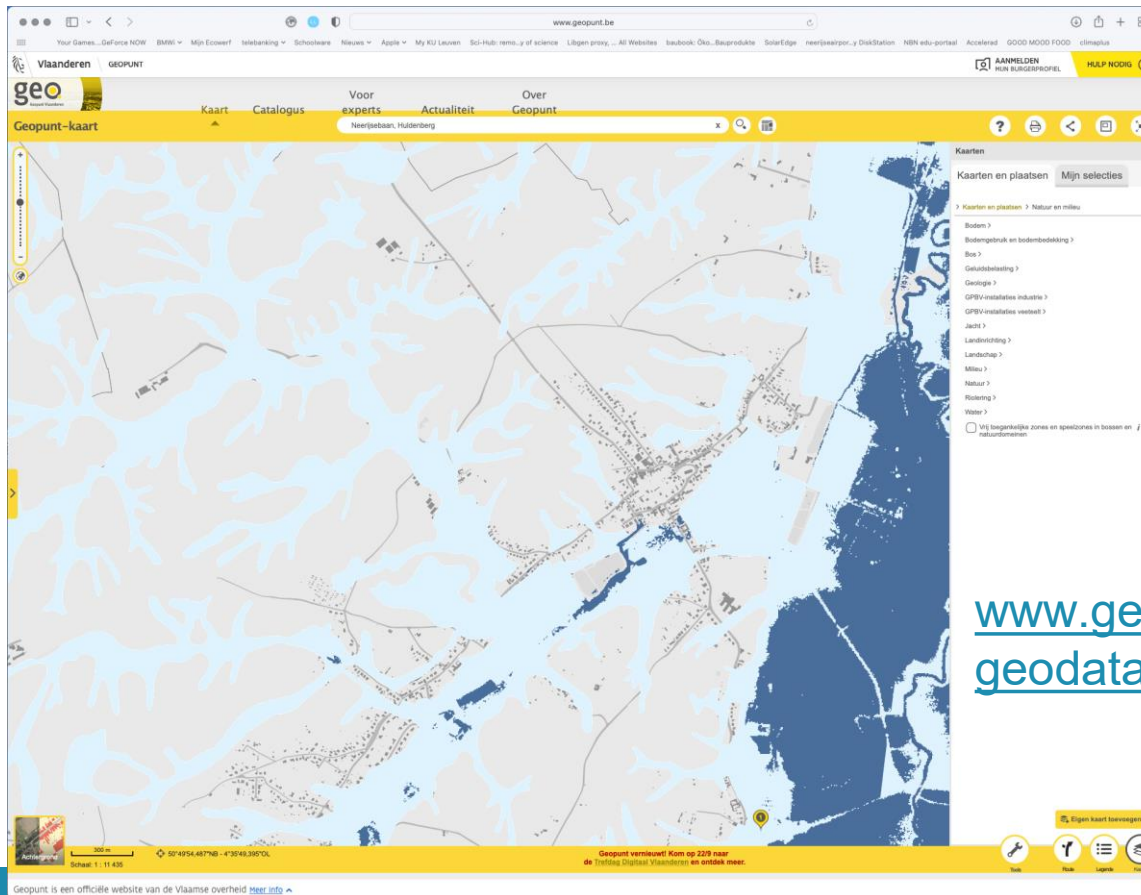 www.geopunt.be
Your Games...GeForce NOW BMWi Mijn Ecowerf telebanking Schoolware Nieuws Apple My KU Leuven Sci-Hub: remo...y of science Libgen proxy, ... All Websites baubook: Öko...Bauprodukte SolarEdge neerijseairpor...y DiskStation NBN edu-portaal Accelerad GOOD MOOD FOOD climaplus
Vlaanderen GEOPUNT
AANMELDEN
MIJN BURGERPROFIEL
HULP NODIG
geo
Kaart Catalogus Voor experts Actualiteit Over Geopunt
Geopunt-kaart
Neerijsebaan, Huldenberg x
?
Kaarten
Kaarten en plaatsen Mijn selecties
> Kaarten en plaatsen > Natuur en milieu
Bodem >
Bodemgebruik en bodembedekking >
Bos >
Geluidsbelasting >
Geologie >
GPBV-installaties industrie >
GPBV-installaties veeteelt >
Jacht >
Landinrichting >
Landschap >
Milieu >
Natuur >
Riolering >
Water >
Vrij toegankelijke zones en speelzones in bossen en natuurdomeinen i
www.ge
geodata
1
Eigen kaart toevoegen
Achtergrond
300 m
Schaal: 1 : 11 435
50°49'54,487"NB - 4°35'49,395"OL
Geopunt vernieuwt! Kom op 22/9 naar
de Trefdag Digitaal Vlaanderen en ontdek meer.
Tools Route Legende
Geopunt is een officiële website van de Vlaamse overheid Meer info